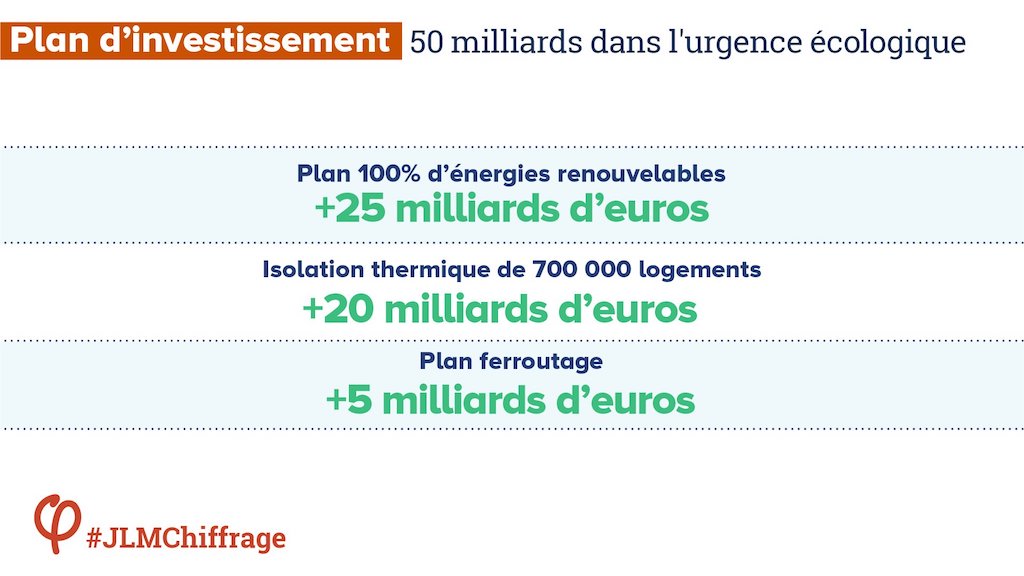 Plan d’investissement 50 milliards dans l'urgence écologique
Plan 100% d’énergies renouvelables
+25 milliards d’euros
Isolation thermique de 700 000 logements
+20 milliards d’euros
Plan ferroutage
+5 milliards d’euros
#JLMChiffrage